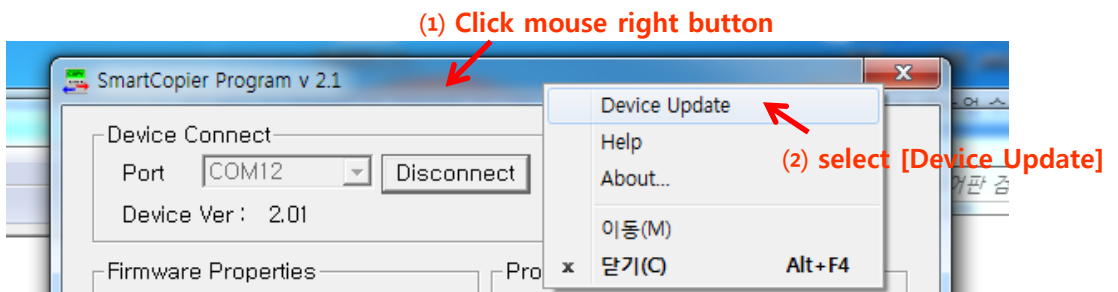 (1) Click mouse right button
SmartCopier Program v 2.1
x
Device Update
Device Connect
Help
(2) select [Device Update]
Port COM12 Disconnect
About...
Device Ver : 2.01
이동(M)
x 닫기(C) Alt+F4
Firmware Properties
Pro